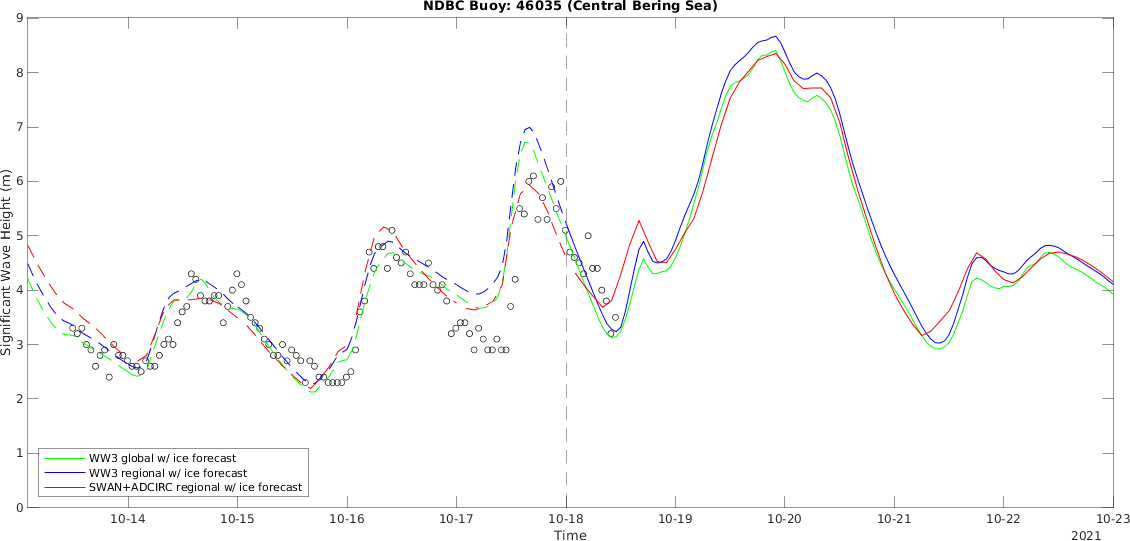 NDBC Buoy: 46035 (Central Bering Sea)
9
8
7
6
5
4
3
2
1
0
Significant Wave Height (m)
WW3 global w/ ice forecast
WW3 regional w/ ice forecast
SWAN+ADCIRC regional w/ ice forecast
10-14 10-15 10-16 10-17 10-18 10-19 10-20 10-21 10-22 10-23
Time
2021